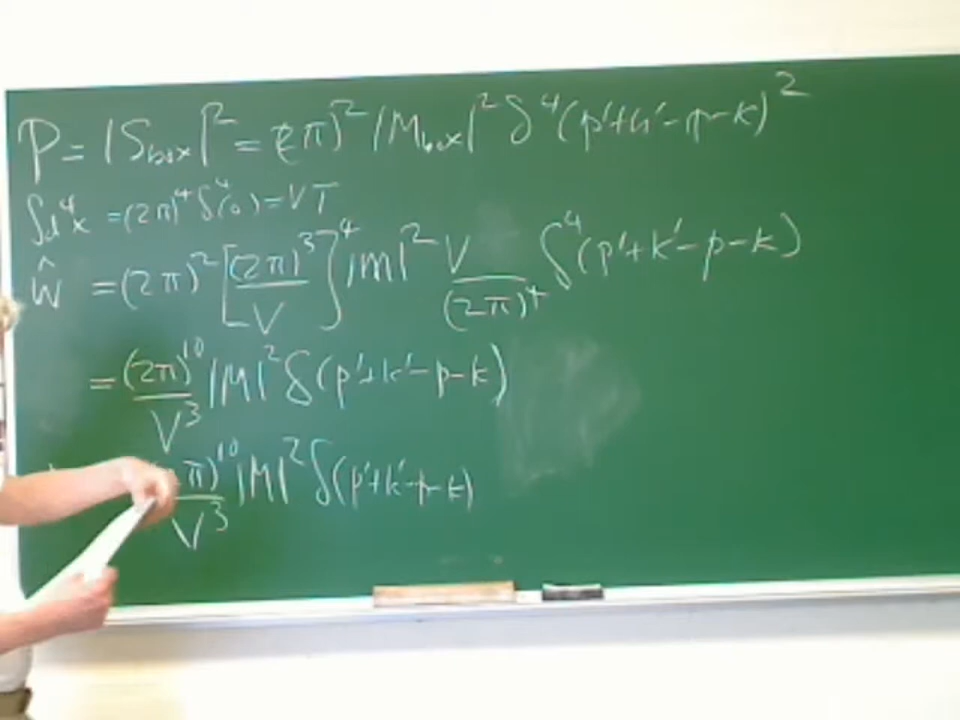 P = |S_box|² = (2π)² |M_box|² δ⁴(p'+k'-p-k)²
∫d⁴x = (2π)⁴ δ⁴(0) = VT
ŵ = (2π)² [(2π)³/V]⁴ |M|² V/(2π)⁴ δ⁴(p'+k'-p-k)
= (2π)¹⁰/V³ |M|² δ(p'+k'-p-k)
π)¹⁰/V³ |M|² δ(p'+k'-p-k)